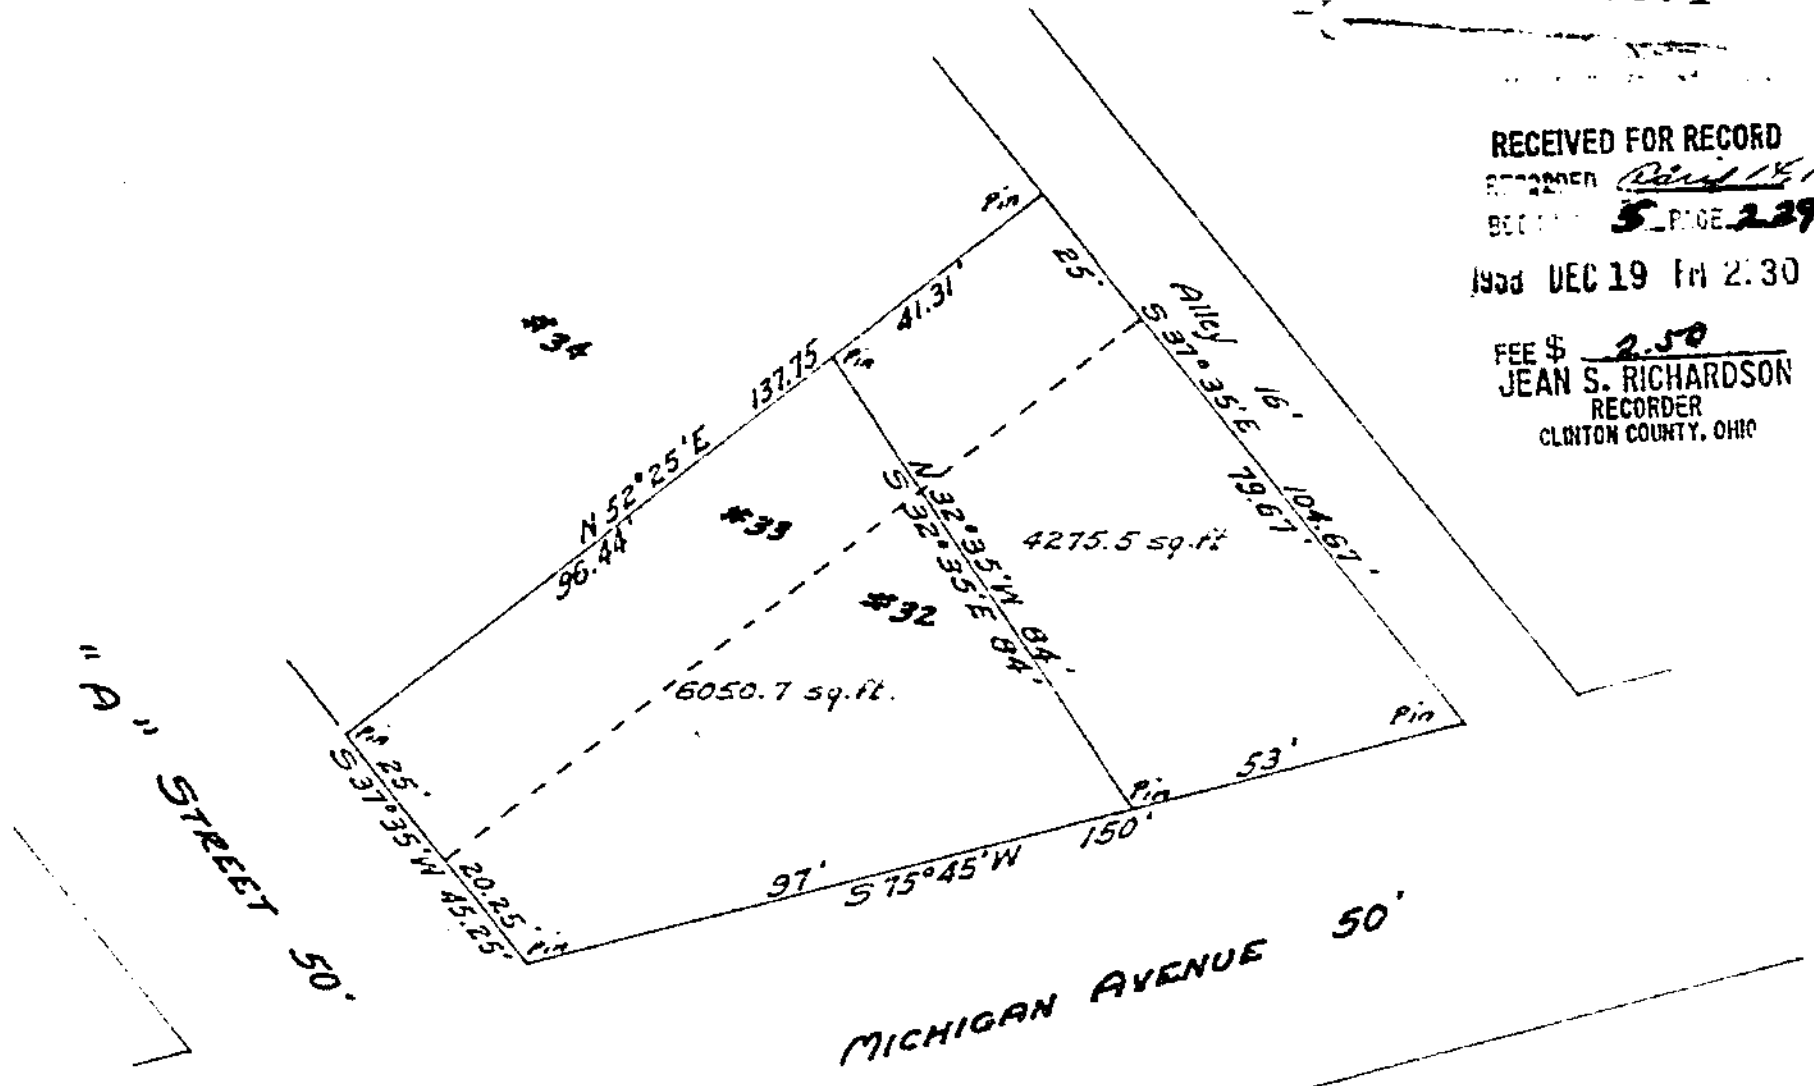 RECEIVED FOR RECORD
5 PAGE 229
DEC 19 PM 2:30
FEE $ 2.50
JEAN S. RICHARDSON
RECORDER
CLINTON COUNTY, OHIO
Pin
25'
41.31'
Alley 16'
#34
Pin
137.75
S 37°35'E
N 52°25'E
96.44'
79.67'
104.67'
#33
N 32°35'W 84'
S 32°35'E 84'
4275.5 sq.ft
#32
6050.7 sq.ft.
"A" STREET 50'
Pin
25'
S 37°35'W 45.25'
20.25'
Pin
Pin
53'
Pin
150'
97'
S 75°45'W
MICHIGAN AVENUE 50'